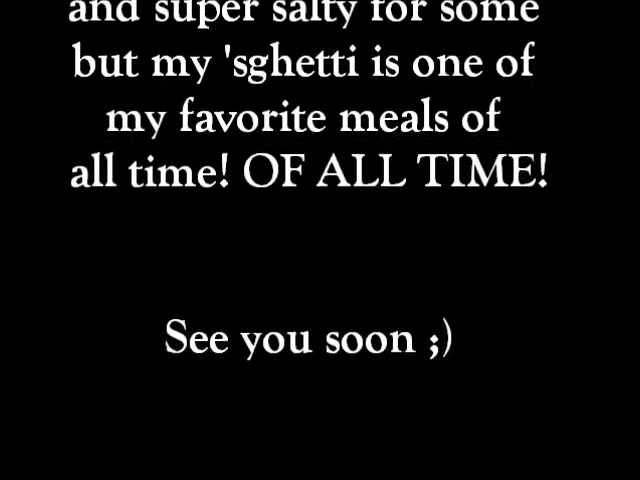 and super salty for some
but my 'sghetti is one of
my favorite meals of
all time! OF ALL TIME!
See you soon ;)